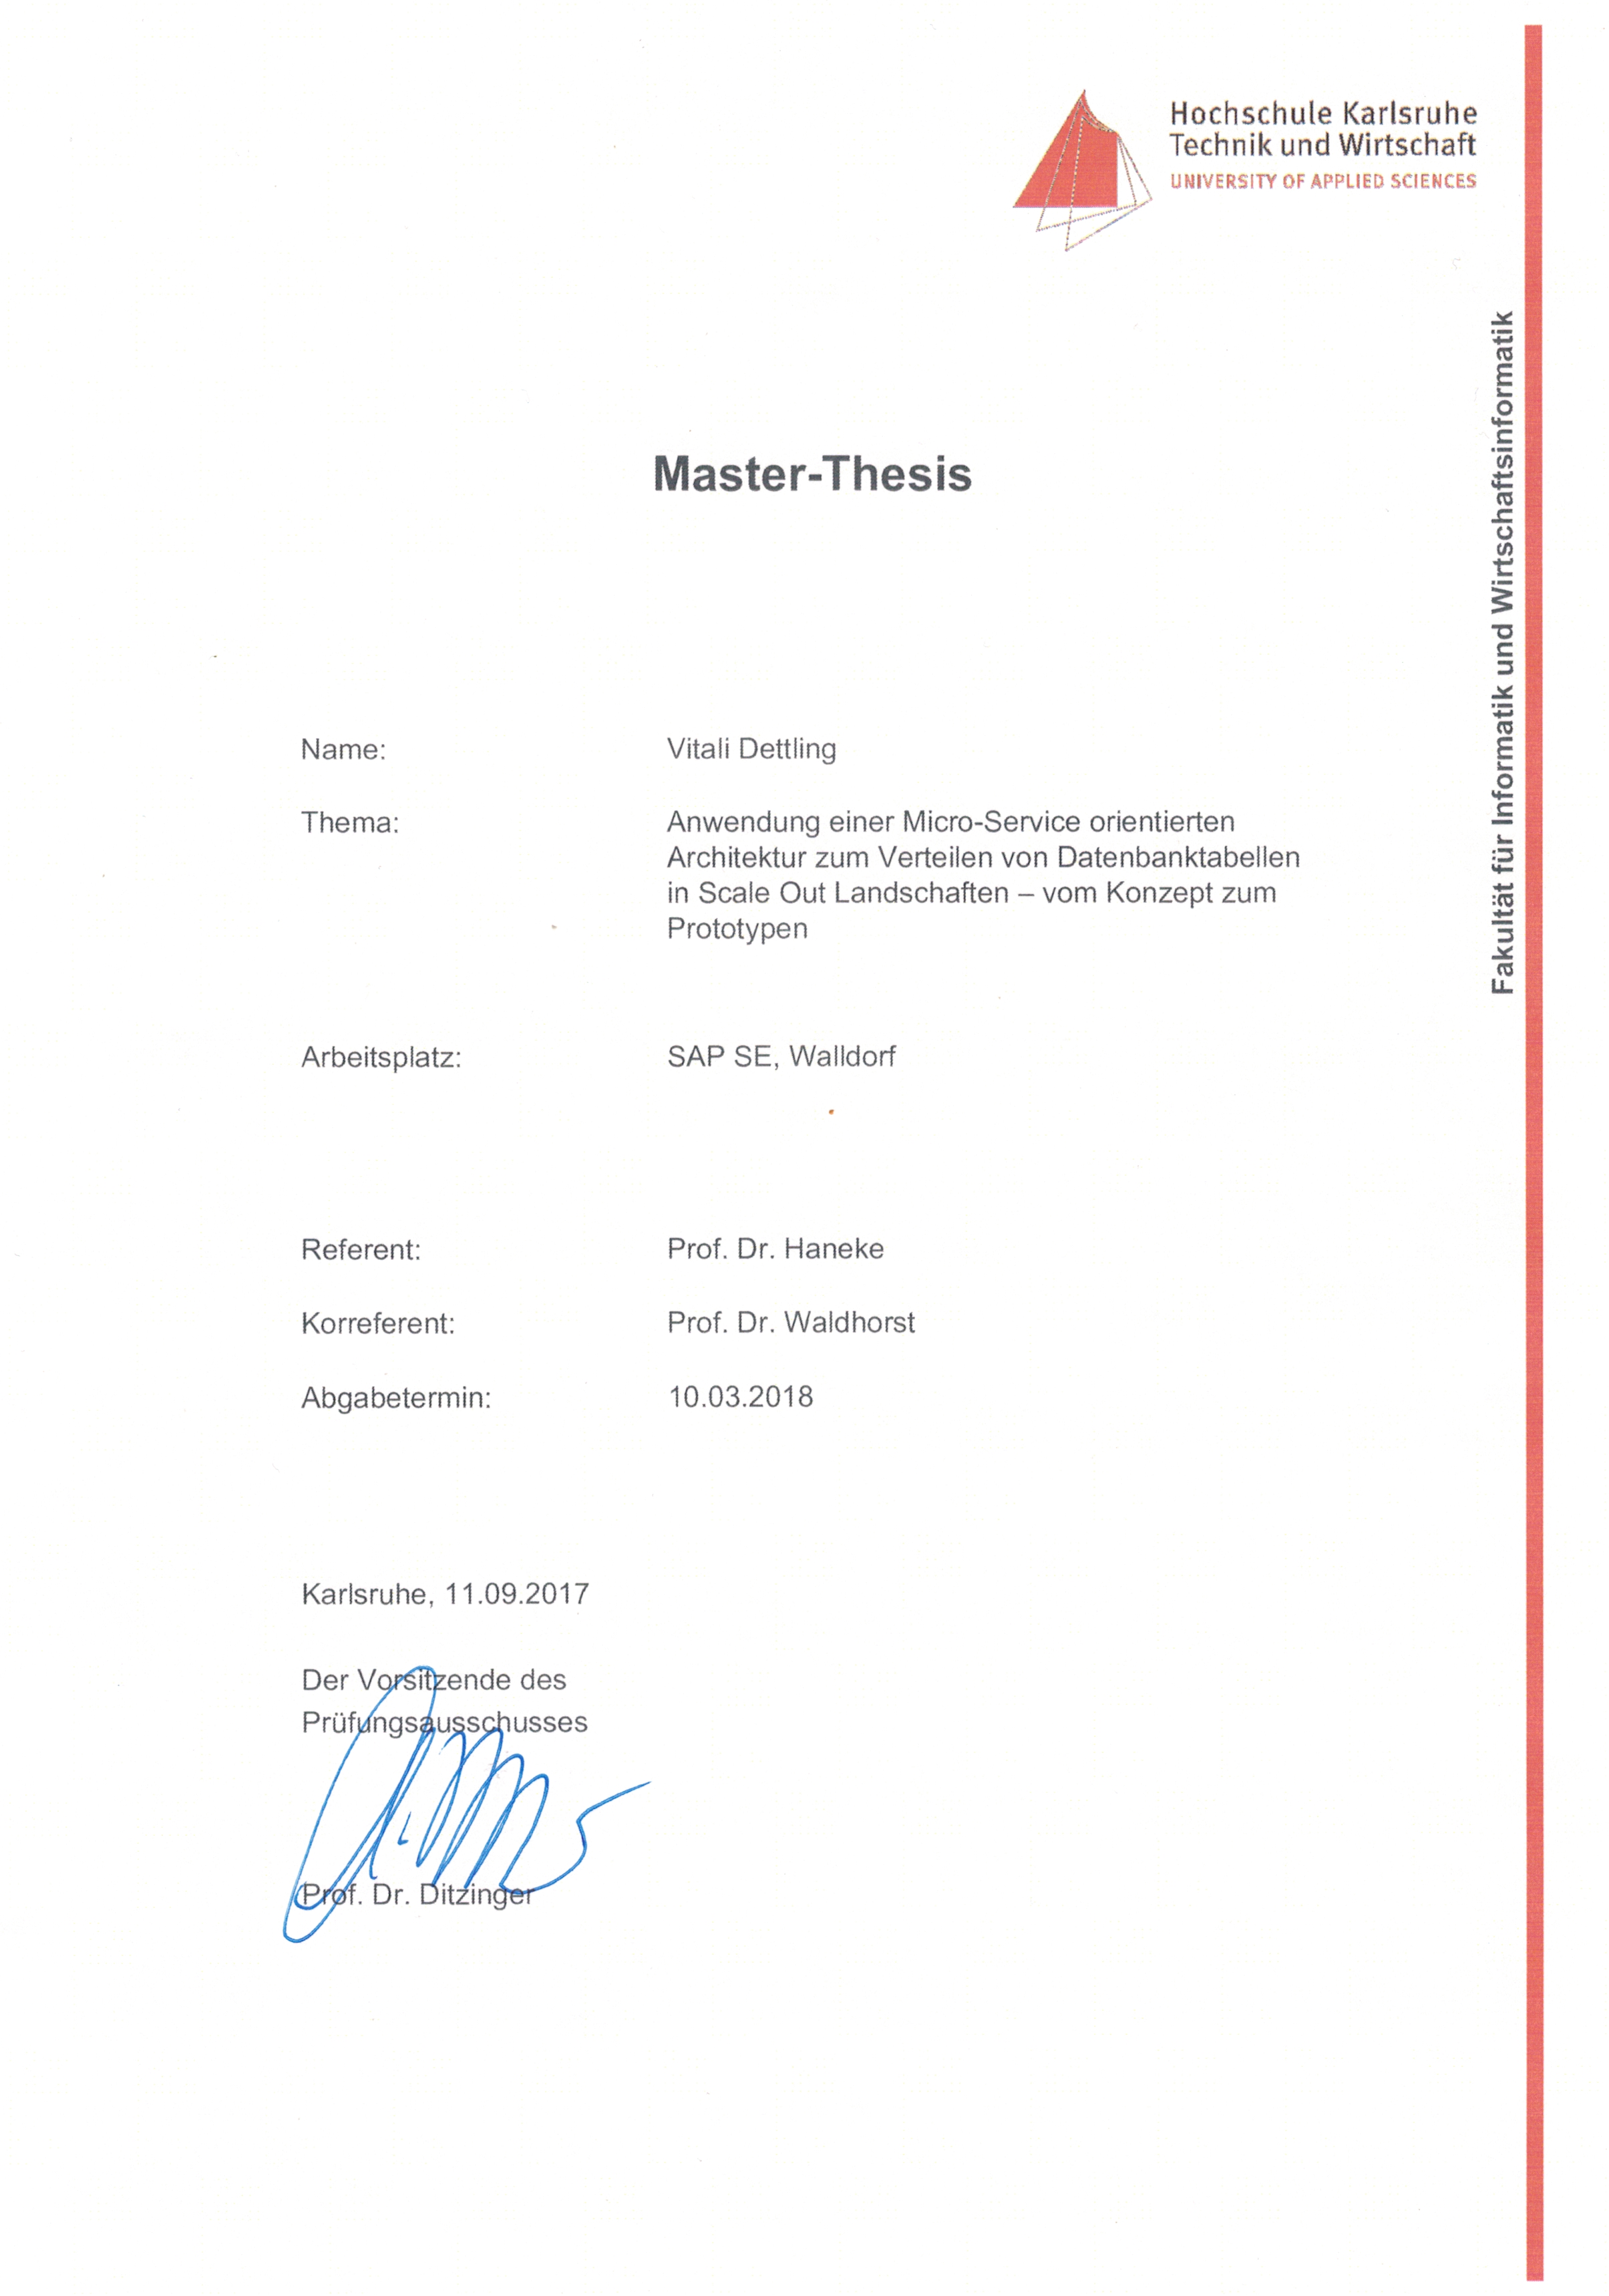 Hochschule Karlsruhe
Technik und Wirtschaft
UNIVERSITY OF APPLIED SCIENCES
Fakultät für Informatik und Wirtschaftsinformatik
Master-Thesis
Name: Vitali Dettling
Thema: Anwendung einer Micro-Service orientierten
Architektur zum Verteilen von Datenbanktabellen
in Scale Out Landschaften – vom Konzept zum
Prototypen
Arbeitsplatz: SAP SE, Walldorf
Referent: Prof. Dr. Haneke
Korreferent: Prof. Dr. Waldhorst
Abgabetermin: 10.03.2018
Karlsruhe, 11.09.2017
Der Vorsitzende des
Prüfungsausschusses
Prof. Dr. Ditzinger